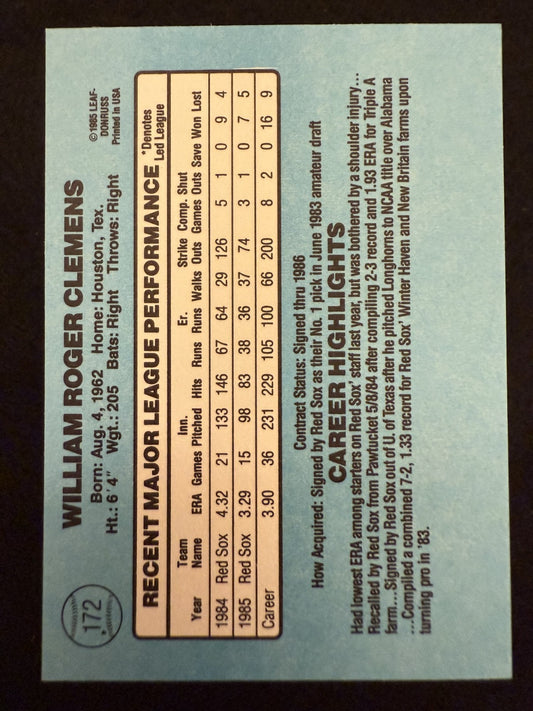 172
WILLIAM ROGER CLEMENS
Born: Aug. 4, 1962 Home: Houston, Tex.
Ht.: 6'4" Wgt.: 205 Bats: Right Throws: Right
©1985 LEAF-
DONRUSS
Printed in USA
RECENT MAJOR LEAGUE PERFORMANCE *Denotes
Led League
Team Inn. Er. Strike Comp. Shut
Year Name ERA Games Pitched Hits Runs Runs Walks Outs Games Outs Save Won Lost
1984 Red Sox 4.32 21 133 146 67 64 29 126 5 1 0 9 4
1985 Red Sox 3.29 15 98 83 38 36 37 74 3 1 0 7 5
Career 3.90 36 231 229 105 100 66 200 8 2 0 16 9
Contract Status: Signed thru 1986
How Acquired: Signed by Red Sox as their No. 1 pick in June 1983 amateur draft
CAREER HIGHLIGHTS
Had lowest ERA among starters on Red Sox' staff last year, but was bothered by a shoulder injury...
Recalled by Red Sox from Pawtucket 5/8/84 after compiling 2-3 record and 1.93 ERA for Triple A
farm...Signed by Red Sox out of U. of Texas after he pitched Longhorns to NCAA title over Alabama
...Compiled a combined 7-2, 1.33 record for Red Sox' Winter Haven and New Britain farms upon
turning pro in '83.